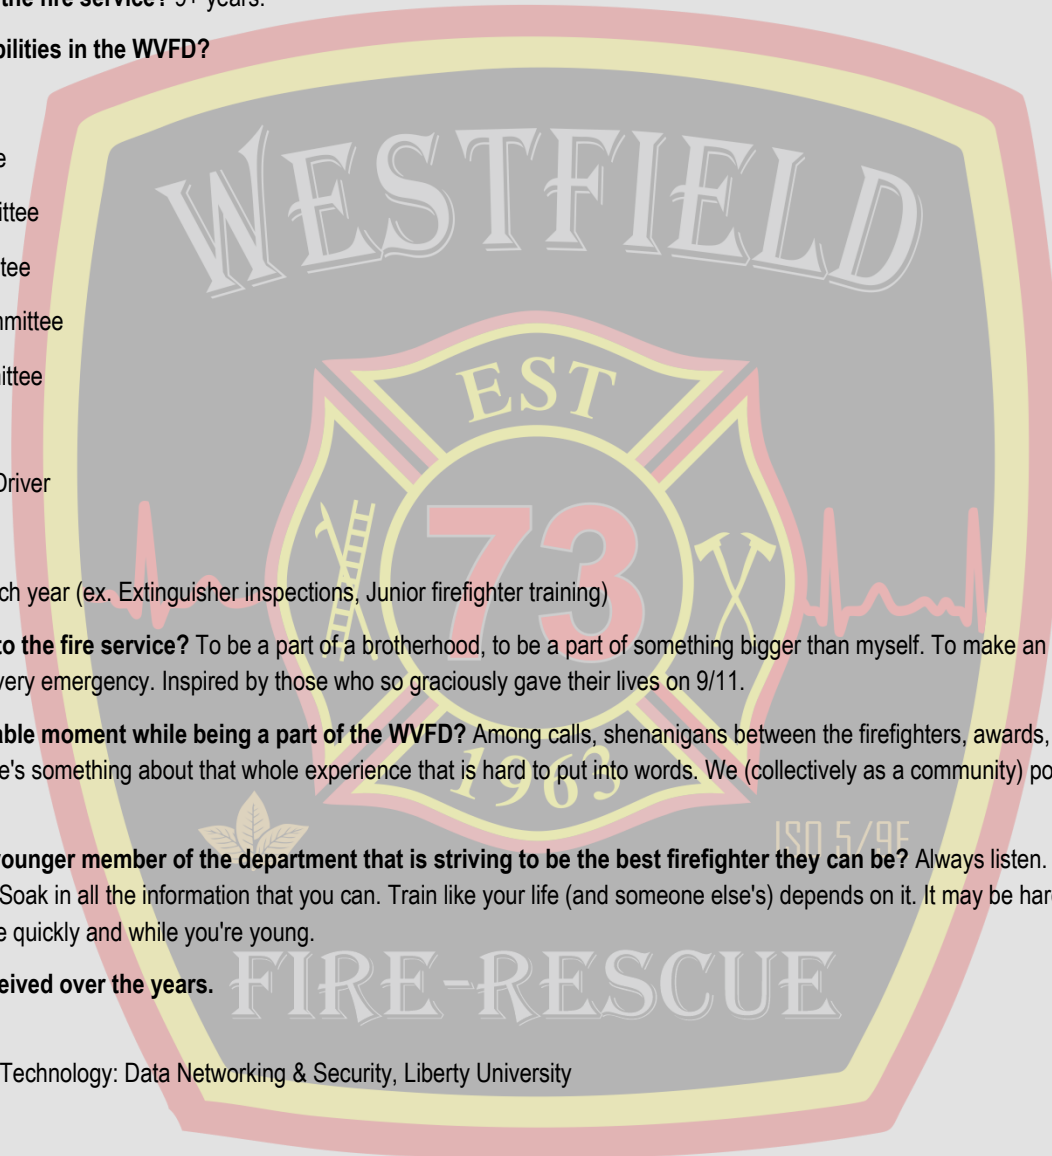 the fire service? 9+ years.
bilities in the WVFD?
WESTFIELD
e
ittee
tee
mmittee
ittee
EST
Driver
73
ch year (ex. Extinguisher inspections, Junior firefighter training)
to the fire service? To be a part of a brotherhood, to be a part of something bigger than myself. To make an
very emergency. Inspired by those who so graciously gave their lives on 9/11.
able moment while being a part of the WVFD? Among calls, shenanigans between the firefighters, awards,
e's something about that whole experience that is hard to put into words. We (collectively as a community) po
1963
ISO 5/9E
younger member of the department that is striving to be the best firefighter they can be? Always listen.
Soak in all the information that you can. Train like your life (and someone else's) depends on it. It may be hard
e quickly and while you're young.
FIRE-RESCUE
ceived over the years.
Technology: Data Networking & Security, Liberty University